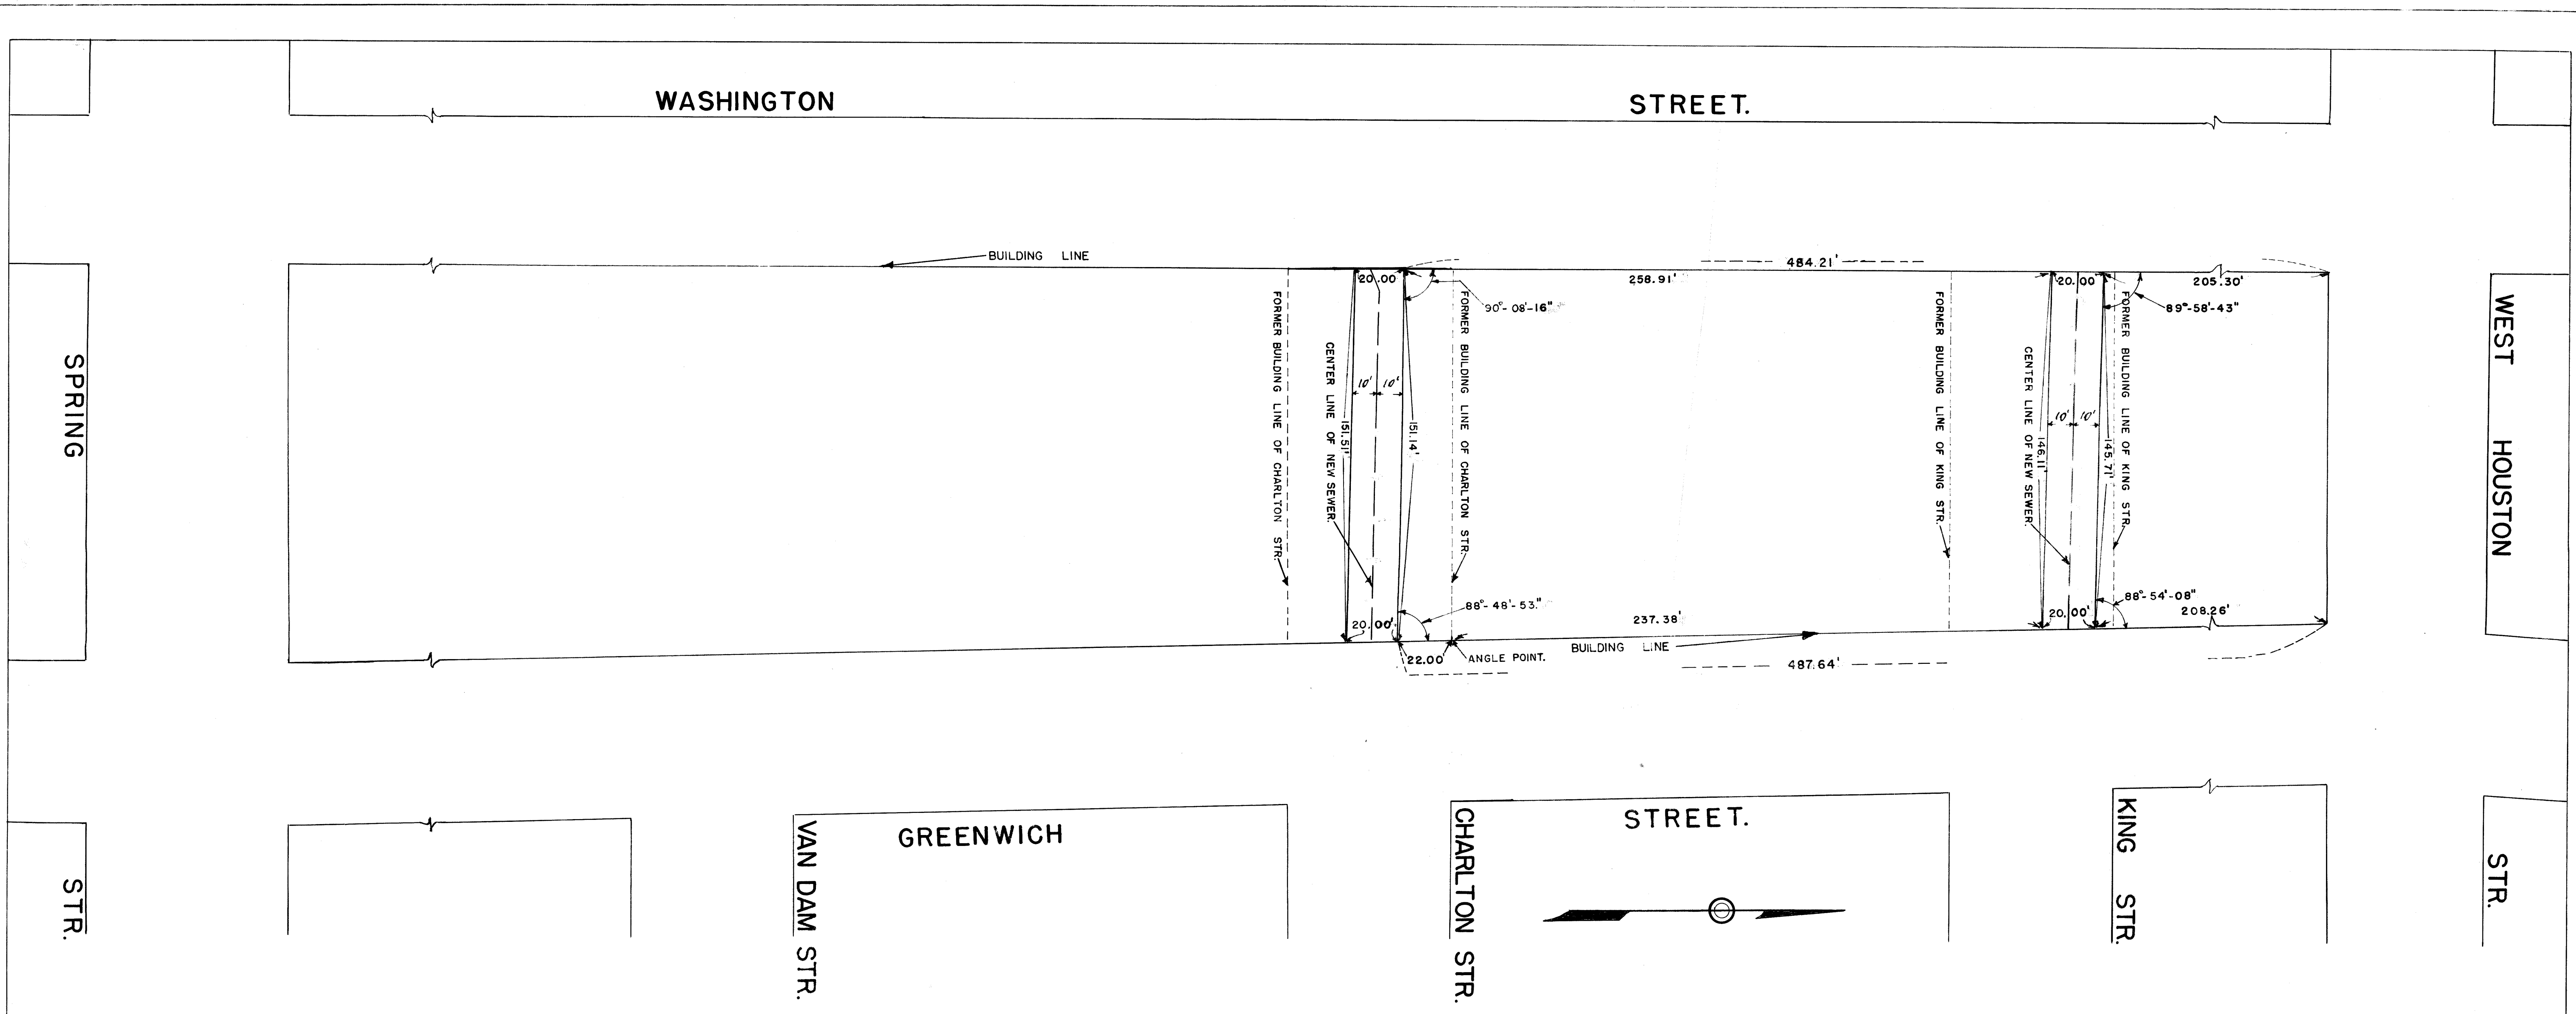 WASHINGTON STREET.
BUILDING LINE
484.21'
20.00'
258.91'
20.00'
205.30'
90°-08'-16"
89°-58'-43"
FORMER BUILDING LINE OF CHARLTON STR.
CENTER LINE OF NEW SEWER.
10' 10'
151.51'
151.14'
FORMER BUILDING LINE OF CHARLTON STR.
FORMER BUILDING LINE OF KING STR.
CENTER LINE OF NEW SEWER.
10' 10'
146.11'
145.71'
FORMER BUILDING LINE OF KING STR.
88°-48'-53."
88°-54'-08"
20.00'
237.38'
20.00'
208.26'
22.00'
ANGLE POINT.
BUILDING LINE
487.64'
SPRING STR.
WEST HOUSTON STR.
GREENWICH STREET.
VAN DAM STR.
CHARLTON STR.
KING STR.